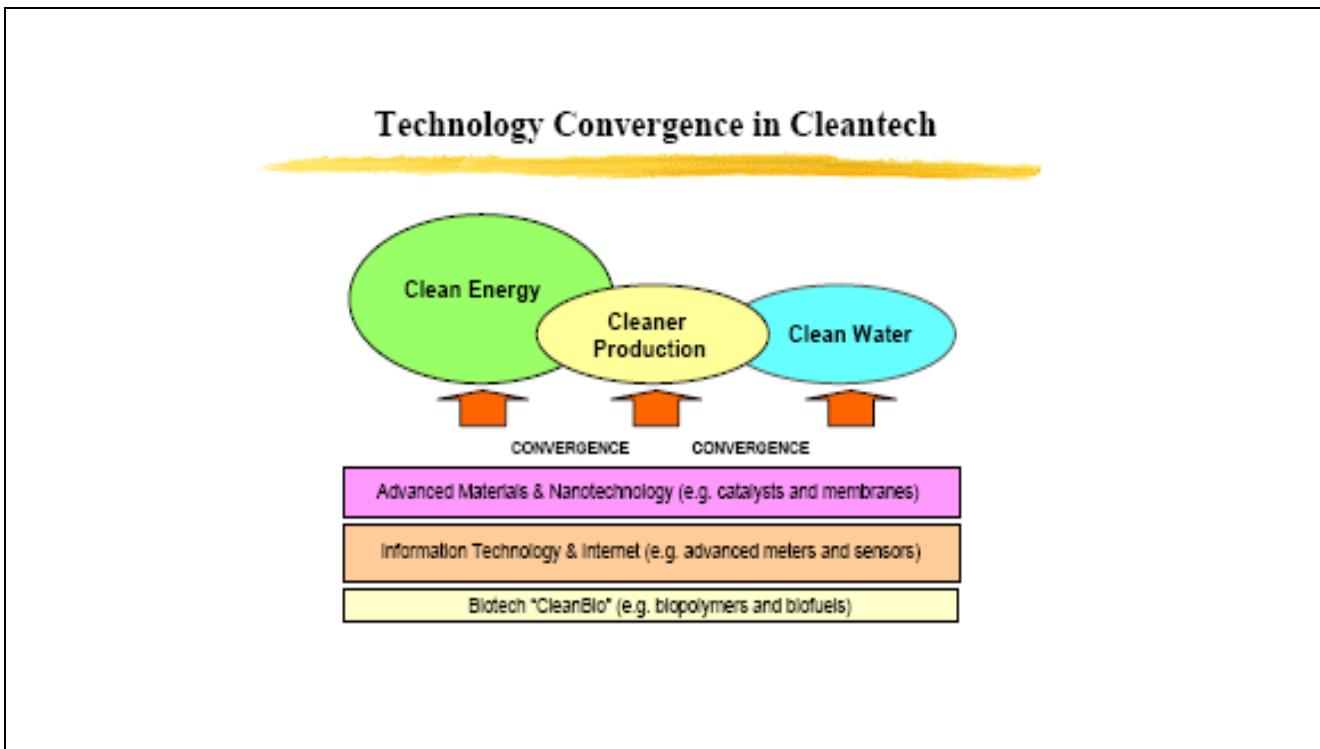 Technology Convergence in Cleantech
Clean Energy
Cleaner
Production
Clean Water
CONVERGENCE CONVERGENCE
Advanced Materials & Nanotechnology (e.g. catalysts and membranes)
Information Technology & Internet (e.g. advanced meters and sensors)
Biotech "CleanBio" (e.g. biopolymers and biofuels)